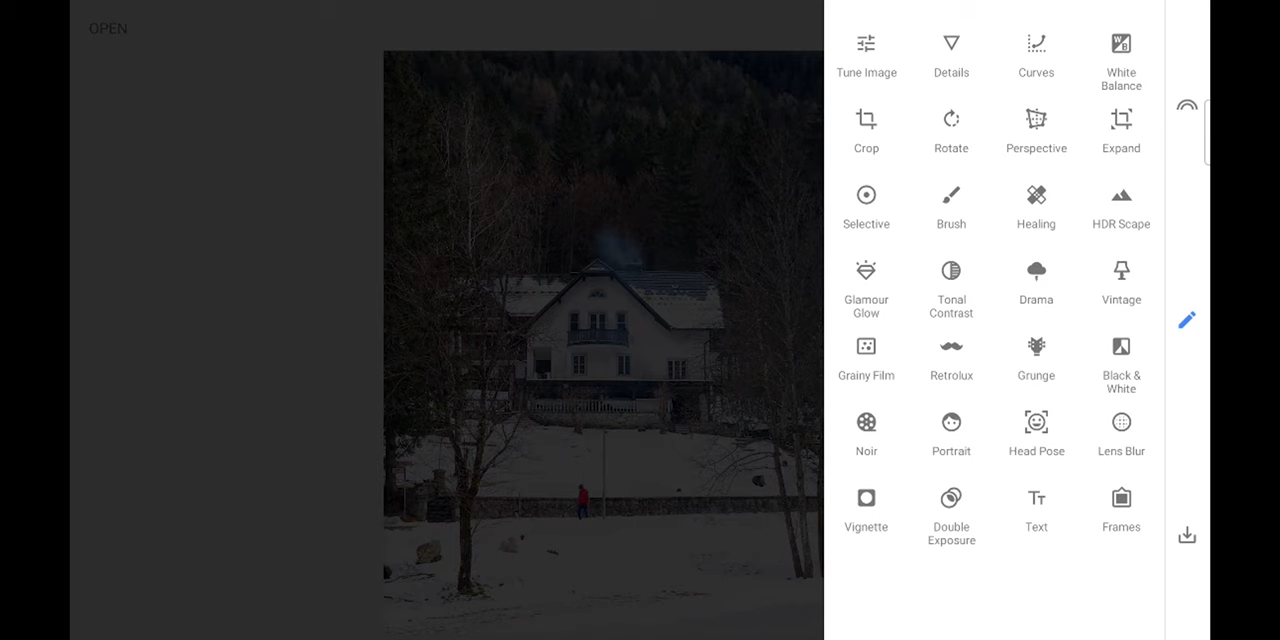 OPEN
Tune Image
Details
Curves
White
Balance
Crop
Rotate
Perspective
Expand
Selective
Brush
Healing
HDR Scape
Glamour
Glow
Tonal
Contrast
Drama
Vintage
Grainy Film
Retrolux
Grunge
Black &
White
Noir
Portrait
Head Pose
Lens Blur
Vignette
Double
Exposure
Text
Frames